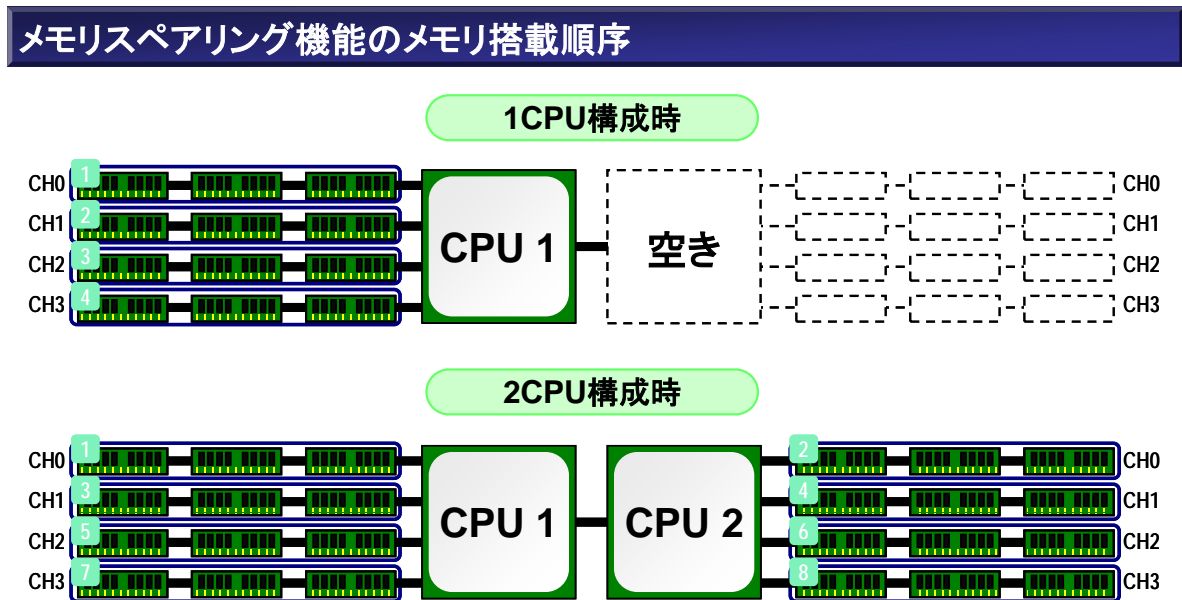 メモリスペアリング機能のメモリ搭載順序
1CPU構成時
CH0 1 CH0
CH1 2 CH1
CH2 3 CH2
CH3 4 CH3
CPU 1 空き
2CPU構成時
CH0 1 2 CH0
CH1 3 4 CH1
CH2 5 6 CH2
CH3 7 8 CH3
CPU 1 CPU 2